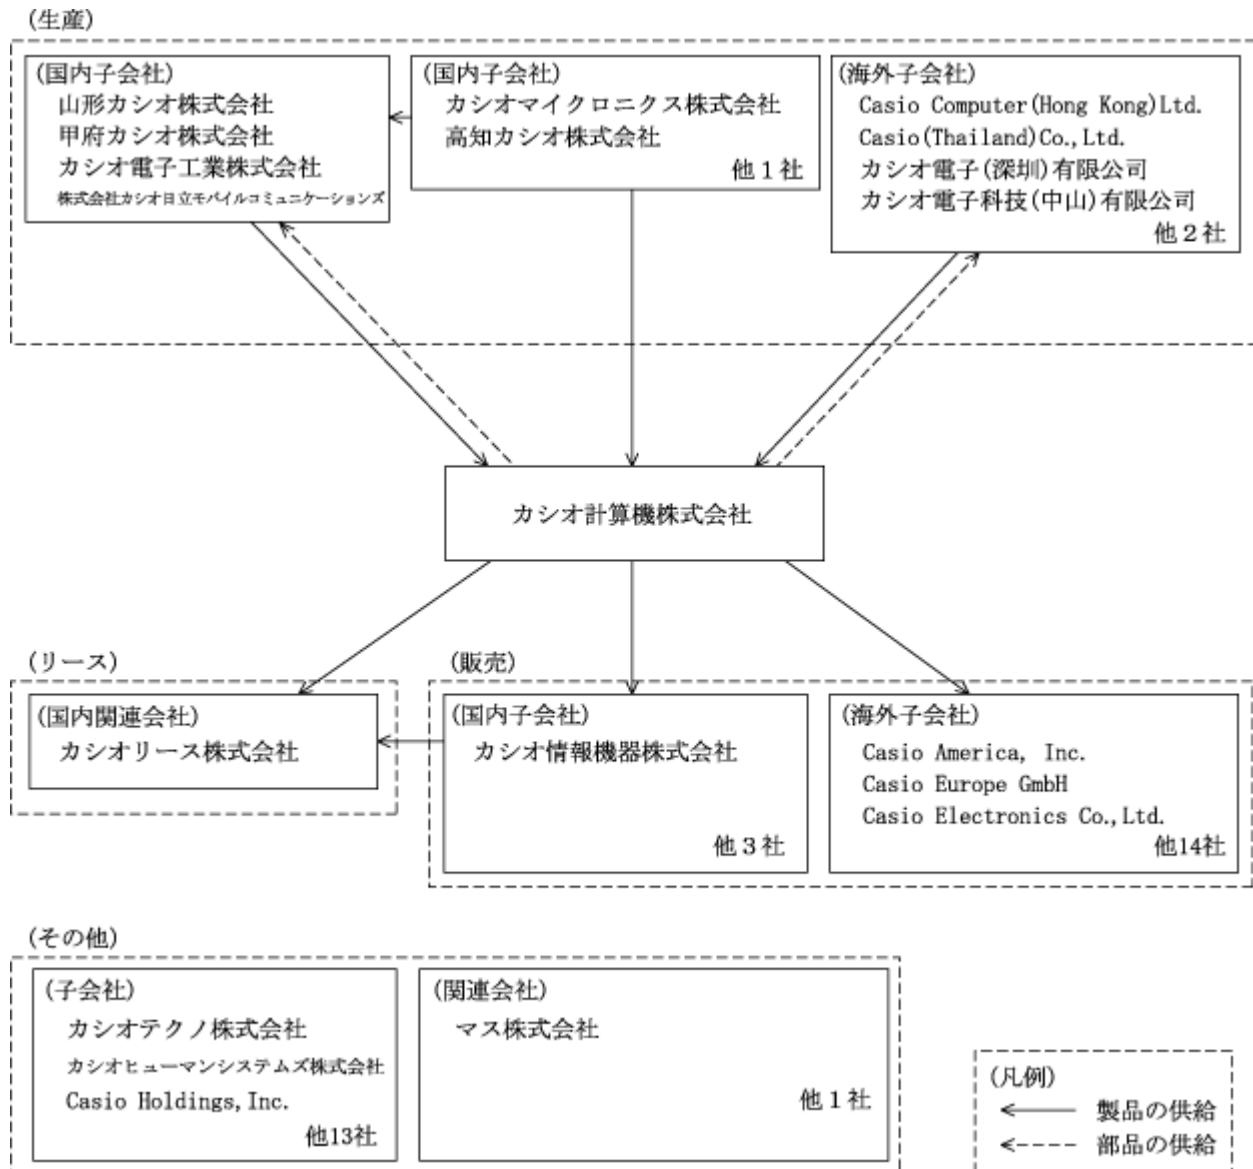 (生産)
(国内子会社)
山形カシオ株式会社
甲府カシオ株式会社
カシオ電子工業株式会社
株式会社カシオ日立モバイルコミュニケーションズ
(国内子会社)
カシオマイクロニクス株式会社
高知カシオ株式会社
他1社
(海外子会社)
Casio Computer(Hong Kong)Ltd.
Casio(Thailand)Co.,Ltd.
カシオ電子(深圳)有限公司
カシオ電子科技(中山)有限公司
他2社
カシオ計算機株式会社
(リース)
(国内関連会社)
カシオリース株式会社
(販売)
(国内子会社)
カシオ情報機器株式会社
他3社
(海外子会社)
Casio America, Inc.
Casio Europe GmbH
Casio Electronics Co.,Ltd.
他14社
(その他)
(子会社)
カシオテクノ株式会社
カシオヒューマンシステムズ株式会社
Casio Holdings,Inc.
他13社
(関連会社)
マス株式会社
他1社
(凡例)
製品の供給
部品の供給